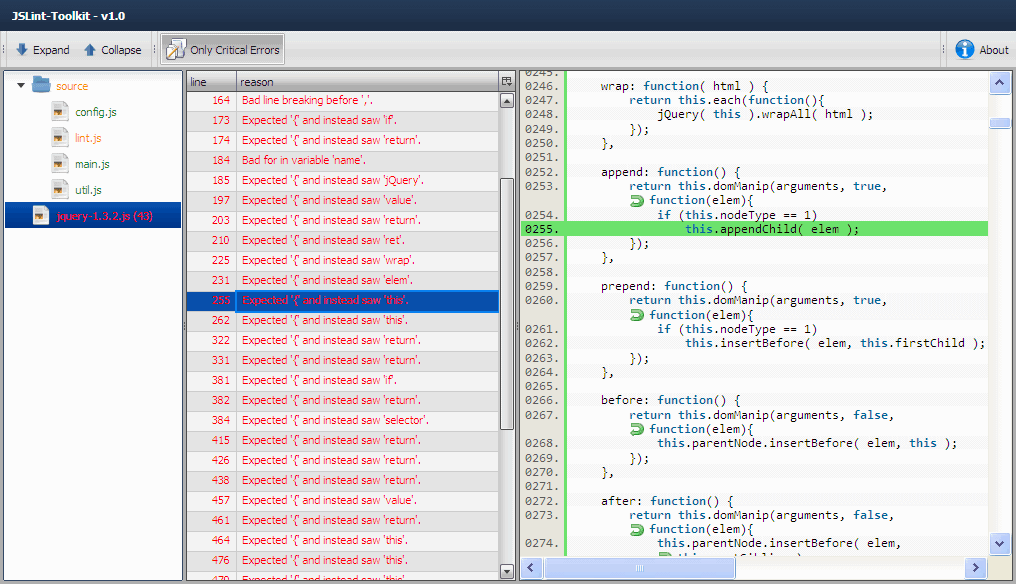 JSLint-Toolkit - v1.0
Expand Collapse Only Critical Errors About
source
config.js
lint.js
main.js
util.js
jquery-1.3.2.js (43)
line reason
164 Bad line breaking before ','.
173 Expected '{' and instead saw 'if'.
174 Expected '{' and instead saw 'return'.
184 Bad for in variable 'name'.
185 Expected '{' and instead saw 'jQuery'.
197 Expected '{' and instead saw 'value'.
203 Expected '{' and instead saw 'return'.
210 Expected '{' and instead saw 'ret'.
225 Expected '{' and instead saw 'wrap'.
231 Expected '{' and instead saw 'elem'.
255 Expected '{' and instead saw 'this'.
262 Expected '{' and instead saw 'this'.
322 Expected '{' and instead saw 'return'.
331 Expected '{' and instead saw 'return'.
381 Expected '{' and instead saw 'if'.
382 Expected '{' and instead saw 'return'.
384 Expected '{' and instead saw 'selector'.
415 Expected '{' and instead saw 'return'.
426 Expected '{' and instead saw 'return'.
438 Expected '{' and instead saw 'return'.
457 Expected '{' and instead saw 'value'.
461 Expected '{' and instead saw 'return'.
464 Expected '{' and instead saw 'this'.
476 Expected '{' and instead saw 'this'.
479 Expected '{' and instead saw 'this'.
0245.
0246. wrap: function( html ) {
0247. return this.each(function(){
0248. jQuery( this ).wrapAll( html );
0249. });
0250. },
0251.
0252. append: function() {
0253. return this.domManip(arguments, true,
function(elem){
0254. if (this.nodeType == 1)
0255. this.appendChild( elem );
0256. });
0257. },
0258.
0259. prepend: function() {
0260. return this.domManip(arguments, true,
function(elem){
0261. if (this.nodeType == 1)
0262. this.insertBefore( elem, this.firstChild );
0263. });
0264. },
0265.
0266. before: function() {
0267. return this.domManip(arguments, false,
function(elem){
0268. this.parentNode.insertBefore( elem, this );
0269. });
0270. },
0271.
0272. after: function() {
0273. return this.domManip(arguments, false,
function(elem){
0274. this.parentNode.insertBefore( elem,